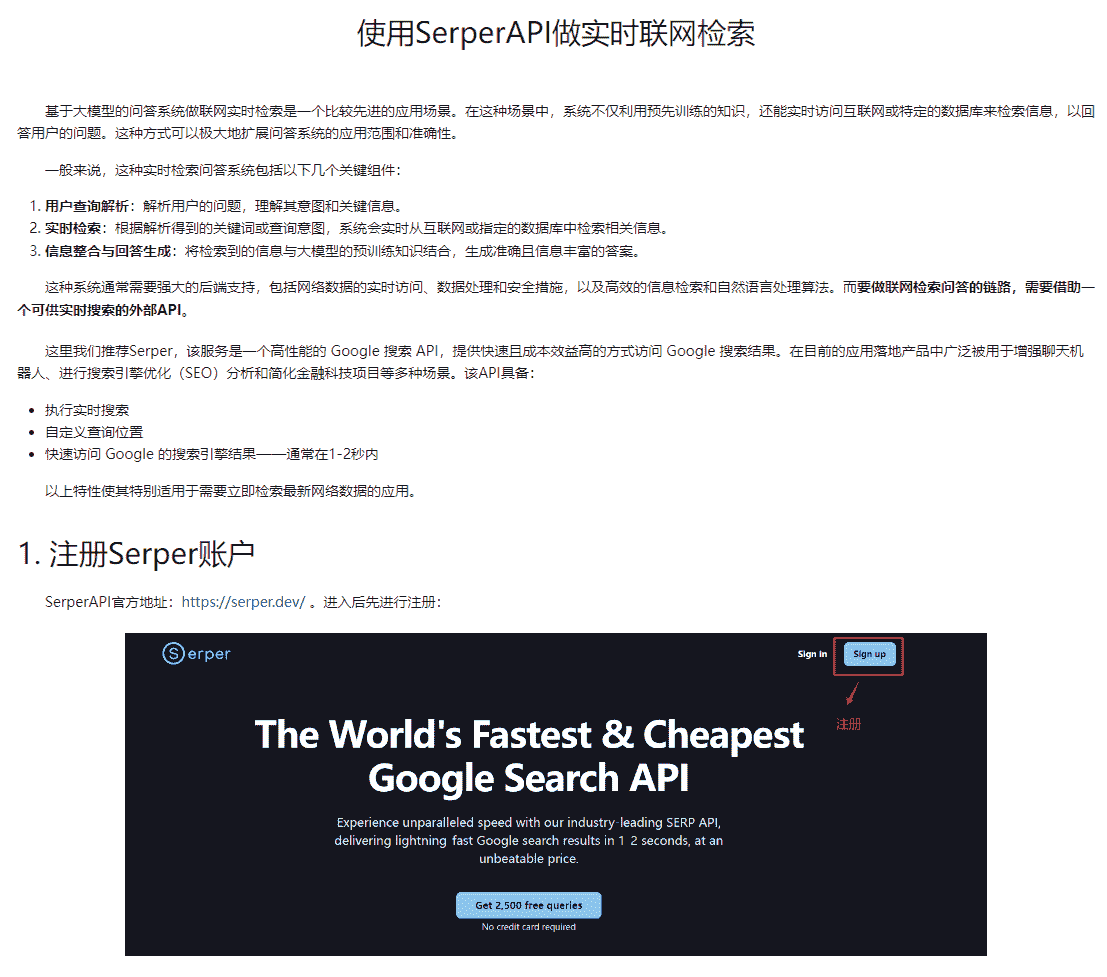 使用SerperAPI做实时联网检索
基于大模型的问答系统做联网实时检索是一个比较先进的应用场景。在这种场景中，系统不仅利用预先训练的知识，还能实时访问互联网或特定的数据库来检索信息，以回
答用户的问题。这种方式可以极大地扩展问答系统的应用范围和准确性。
一般来说，这种实时检索问答系统包括以下几个关键组件：
1. 用户查询解析：解析用户的问题，理解其意图和关键信息。
2. 实时检索：根据解析得到的关键词或查询意图，系统会实时从互联网或指定的数据库中检索相关信息。
3. 信息整合与回答生成：将检索到的信息与大模型的预训练知识结合，生成准确且信息丰富的答案。
这种系统通常需要强大的后端支持，包括网络数据的实时访问、数据处理和安全措施，以及高效的信息检索和自然语言处理算法。而要做联网检索问答的链路，需要借助一
个可供实时搜索的外部API。
这里我们推荐Serper，该服务是一个高性能的 Google 搜索 API，提供快速且成本效益高的方式访问 Google 搜索结果。在目前的应用落地产品中广泛被用于增强聊天机
器人、进行搜索引擎优化（SEO）分析和简化金融科技项目等多种场景。该API具备：
• 执行实时搜索
• 自定义查询位置
• 快速访问 Google 的搜索引擎结果——通常在1-2秒内
以上特性使其特别适用于需要立即检索最新网络数据的应用。
1. 注册Serper账户
SerperAPI官方地址：https://serper.dev/ 。进入后先进行注册：
Serper
Sign In
Sign up
注册
The World's Fastest & Cheapest
Google Search API
Experience unparalleled speed with our industry-leading SERP API,
delivering lightning fast Google search results in 1 2 seconds, at an
unbeatable price.
Get 2,500 free queries
No credit card required